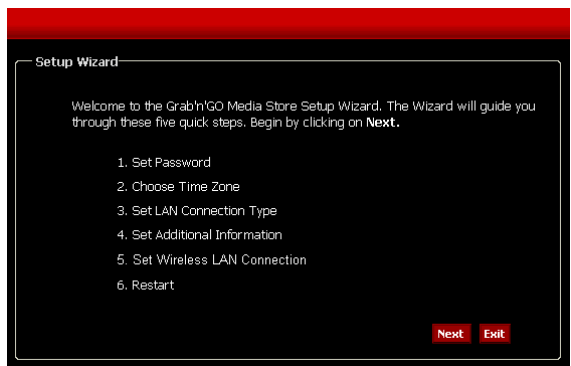 Setup Wizard
Welcome to the Grab'n'GO Media Store Setup Wizard. The Wizard will guide you
through these five quick steps. Begin by clicking on Next.
1. Set Password
2. Choose Time Zone
3. Set LAN Connection Type
4. Set Additional Information
5. Set Wireless LAN Connection
6. Restart
Next Exit